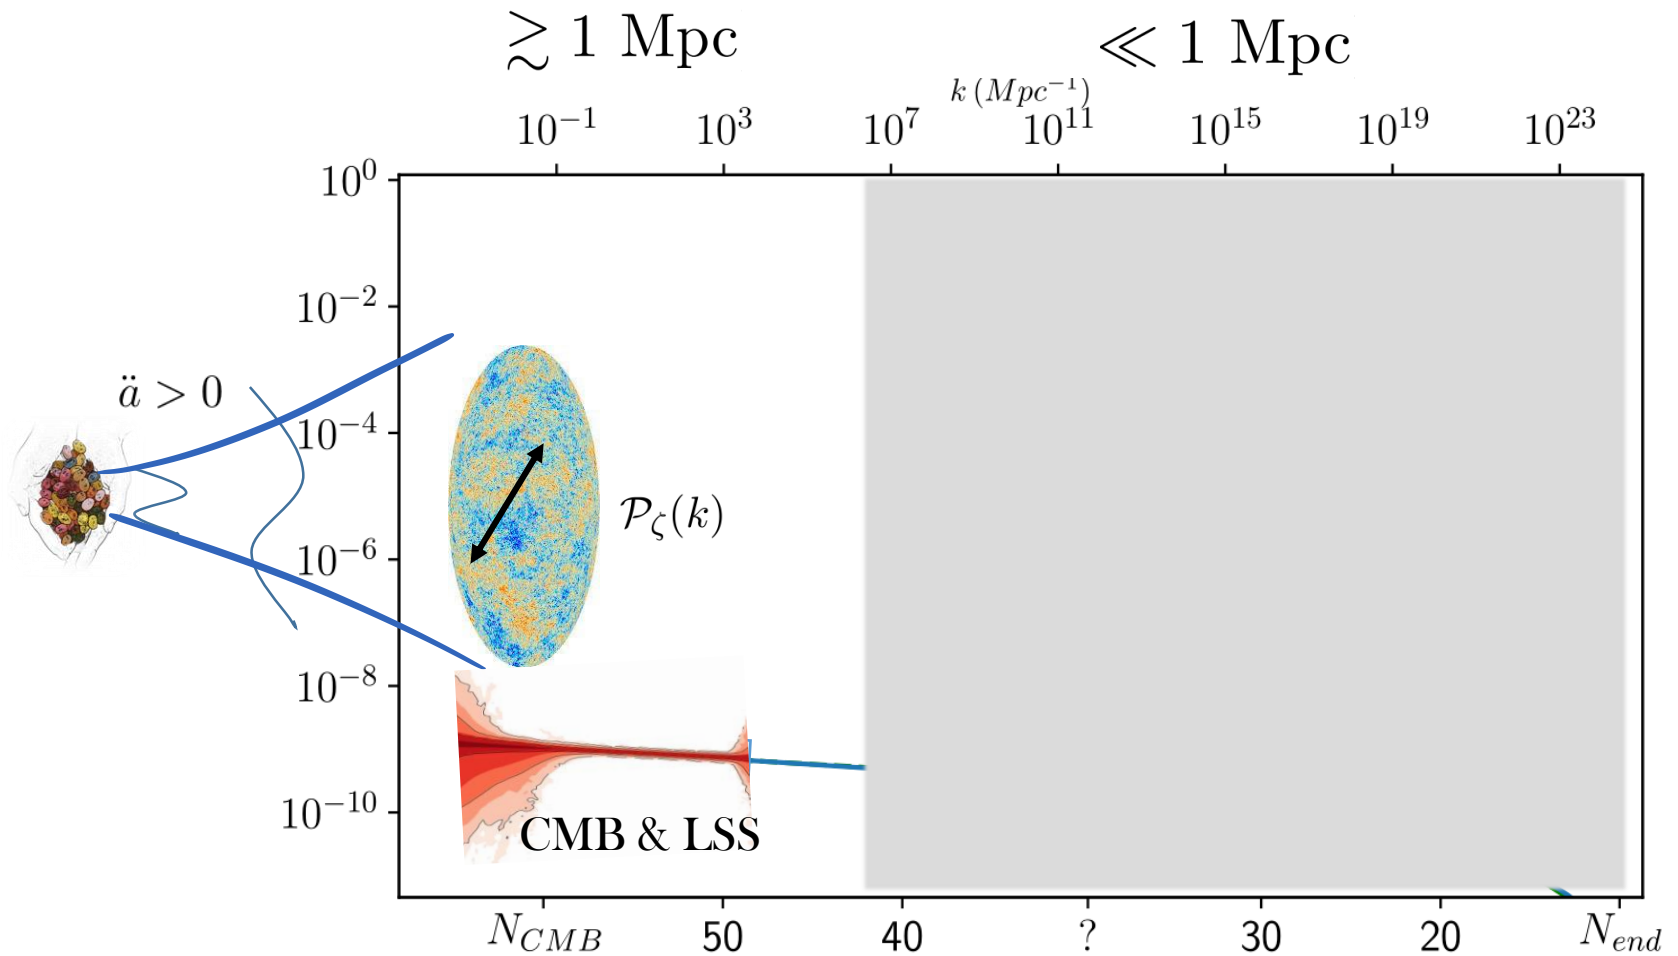 ≳ 1 Mpc
≪ 1 Mpc
k (Mpc⁻¹)
10⁻¹ 10³ 10⁷ 10¹¹ 10¹⁵ 10¹⁹ 10²³
10⁰
10⁻²
ä > 0
10⁻⁴
𝒫_ζ(k)
10⁻⁶
10⁻⁸
10⁻¹⁰
CMB & LSS
N_CMB 50 40 ? 30 20 N_end